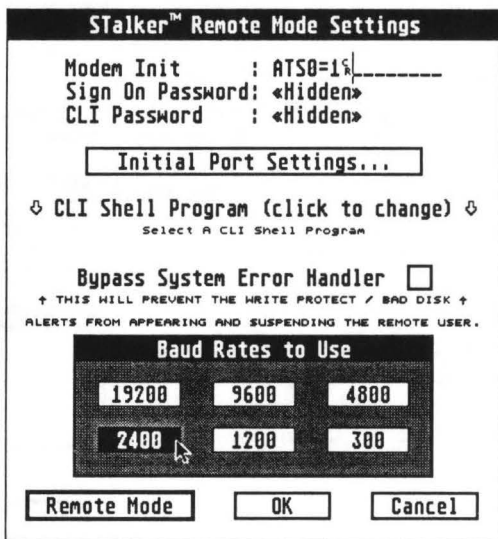 STalker™ Remote Mode Settings
Modem Init : ATS0=1␍________
Sign On Password: «Hidden»
CLI Password : «Hidden»
Initial Port Settings...
⇩ CLI Shell Program (click to change) ⇩
Select A CLI Shell Program
Bypass System Error Handler
↑ THIS WILL PREVENT THE WRITE PROTECT / BAD DISK ↑
ALERTS FROM APPEARING AND SUSPENDING THE REMOTE USER.
Baud Rates to Use
19200 9600 4800
2400 1200 300
Remote Mode OK Cancel